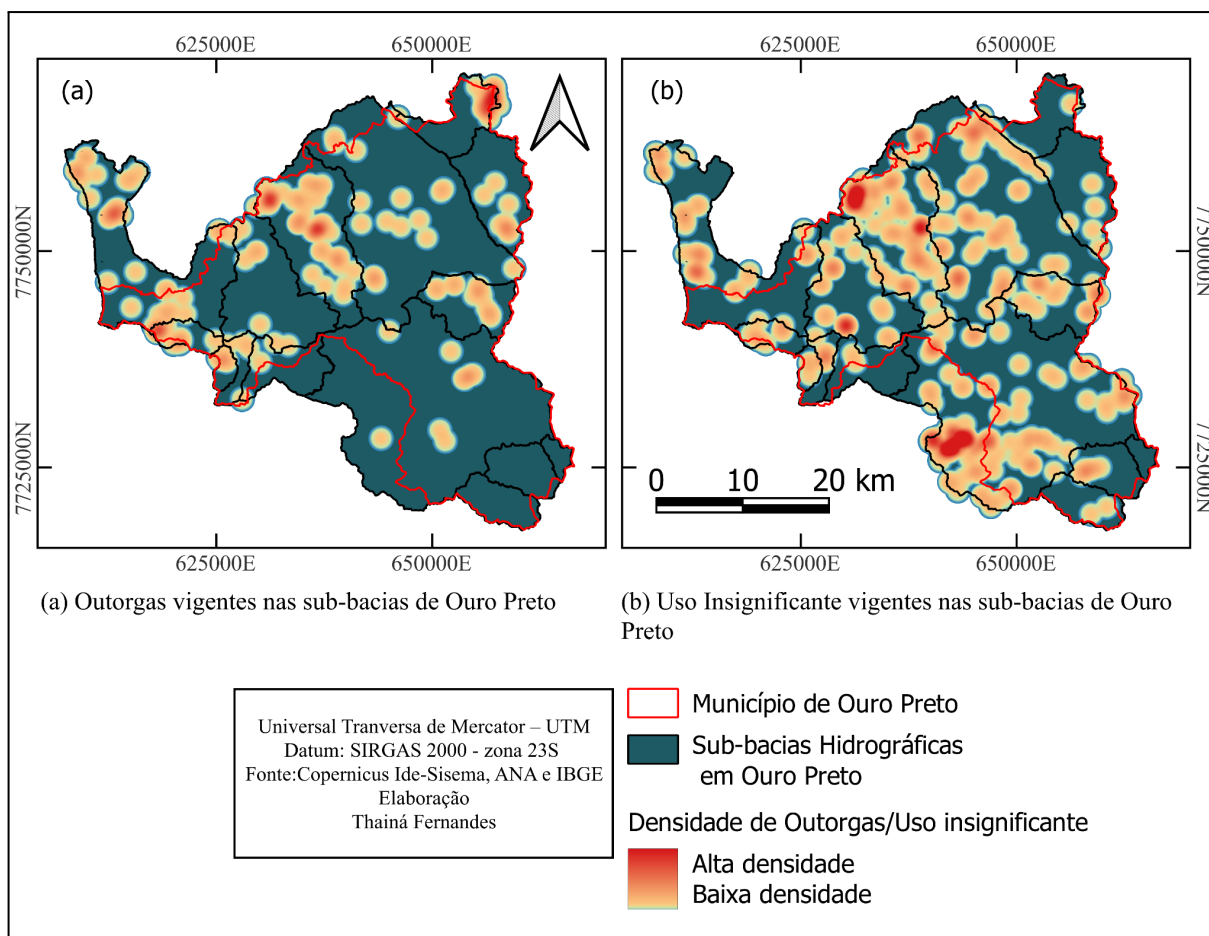 625000E
650000E
625000E
650000E
(a)
(b)
7750000N
7725000N
7750000N
7725000N
0
10
20 km
625000E
650000E
625000E
650000E
(a) Outorgas vigentes nas sub-bacias de Ouro Preto
(b) Uso Insignificante vigentes nas sub-bacias de Ouro
Preto
Universal Tranversa de Mercator – UTM
Datum: SIRGAS 2000 - zona 23S
Fonte:Copernicus Ide-Sisema, ANA e IBGE
Elaboração
Thainá Fernandes
Município de Ouro Preto
Sub-bacias Hidrográficas
em Ouro Preto
Densidade de Outorgas/Uso insignificante
Alta densidade
Baixa densidade